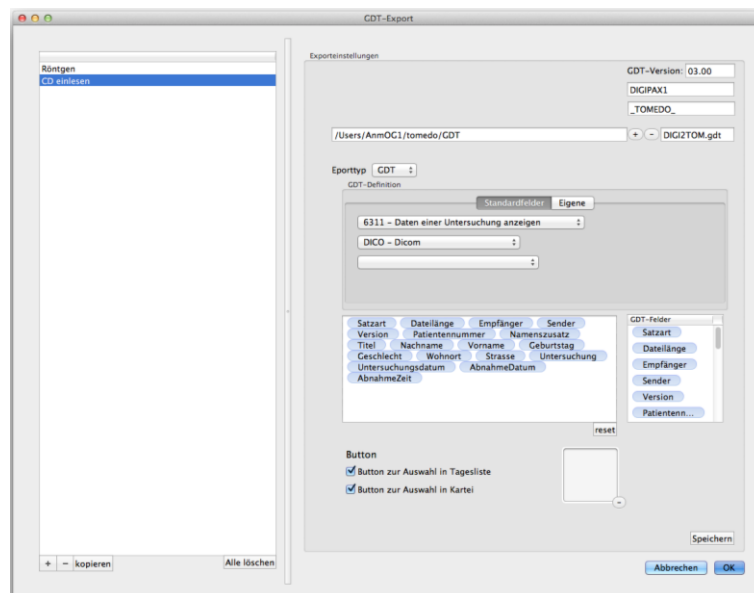 GDT-Export
Röntgen
CD einlesen
+ − kopieren
Alle löschen
Exporteinstellungen
GDT-Version: 03.00
DIGIPAX1
_TOMEDO_
/Users/AnmOG1/tomedo/GDT
+ − DIGI2TOM.gdt
Eporttyp GDT
GDT-Definition
Standardfelder Eigene
6311 – Daten einer Untersuchung anzeigen
DICO – Dicom
Satzart Dateilänge Empfänger Sender
Version Patientennummer Namenszusatz
Titel Nachname Vorname Geburtstag
Geschlecht Wohnort Strasse Untersuchung
Untersuchungsdatum AbnahmeDatum
AbnahmeZeit
reset
GDT-Felder
Satzart
Dateilänge
Empfänger
Sender
Version
Patientenn...
Button
Button zur Auswahl in Tagesliste
Button zur Auswahl in Kartei
−
Speichern
Abbrechen OK